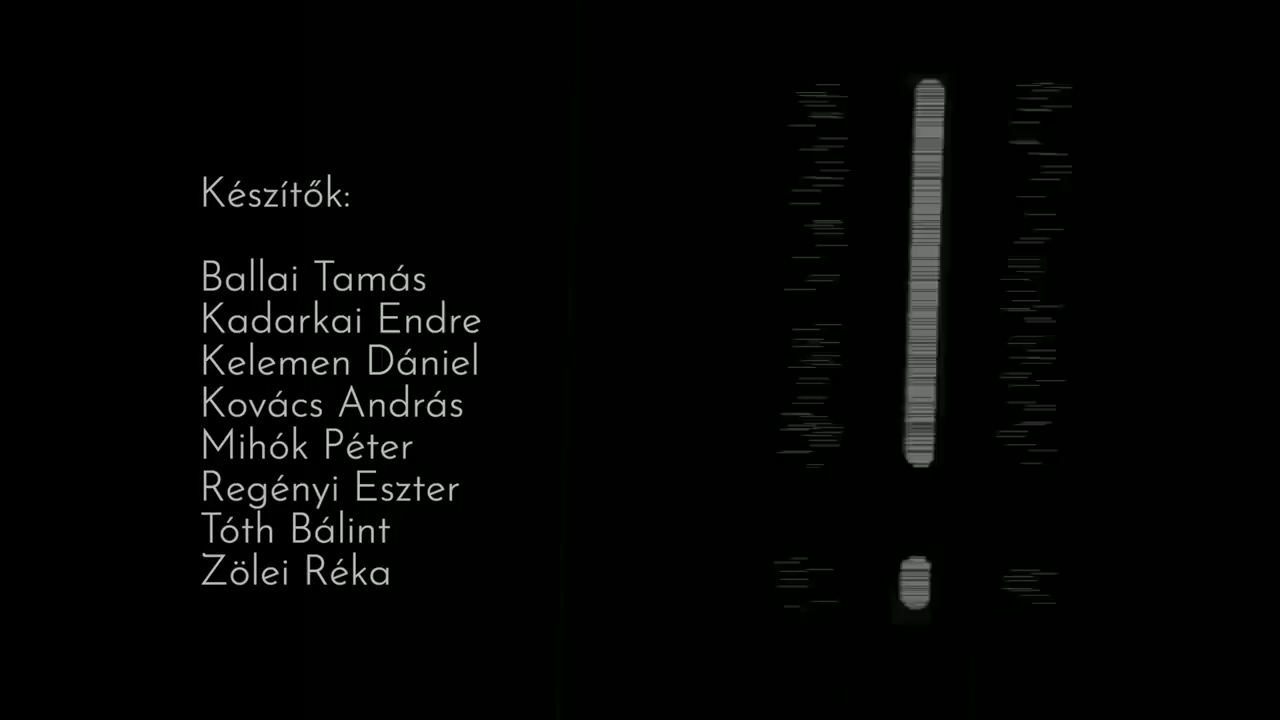 Készítők:
Ballai Tamás
Kadarkai Endre
Kelemen Dániel
Kovács András
Mihók Péter
Regényi Eszter
Tóth Bálint
Zölei Réka
!